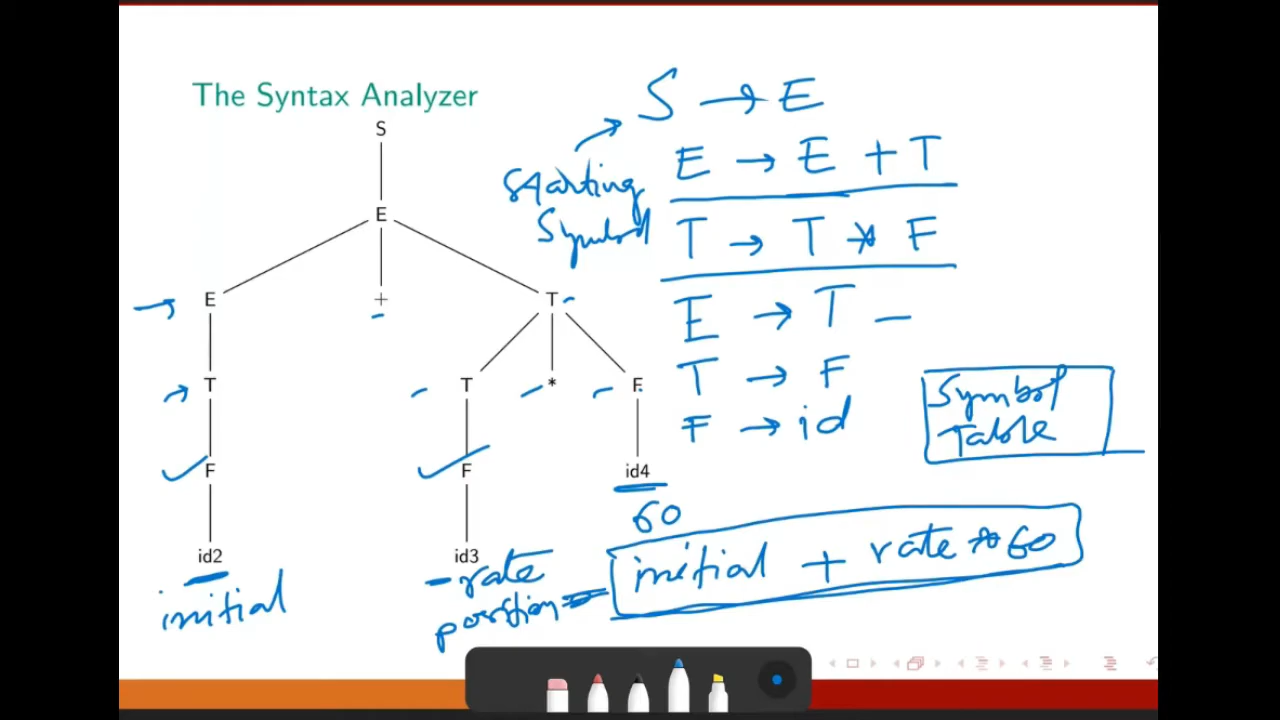 The Syntax Analyzer
S
E
E + T
T T * F
F F id4
id2 id3
S → E
Starting Symbol
E → E + T
T → T * F
E → T
T → F
F → id
Symbol Table
60
initial
rate
position = initial + rate * 60